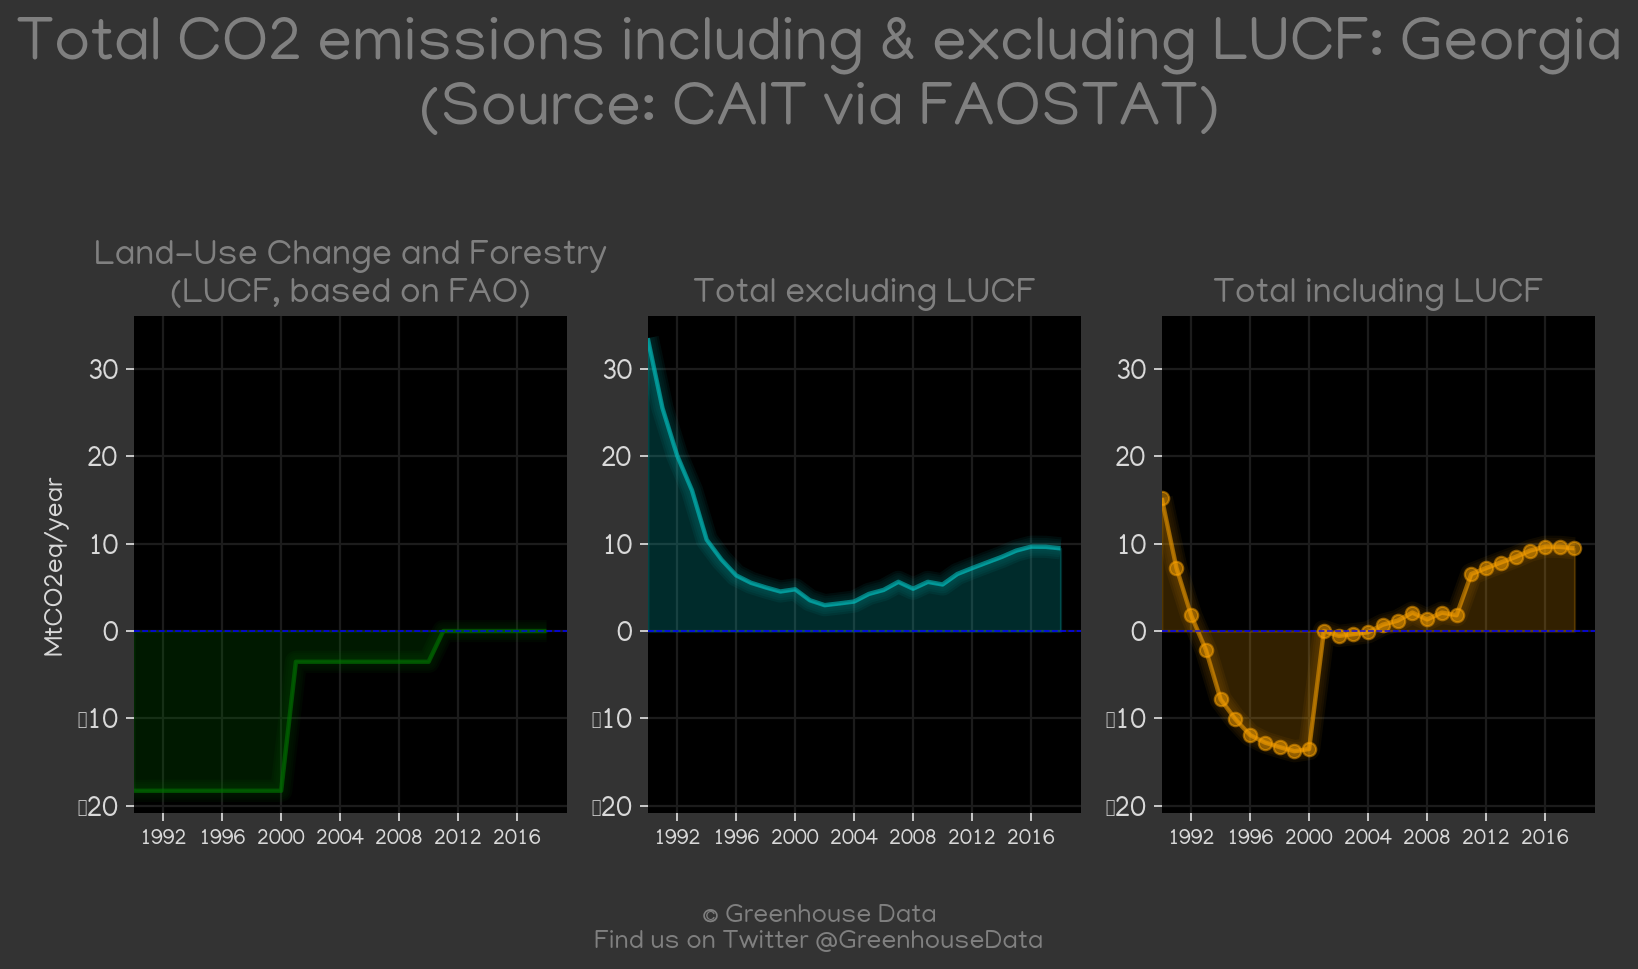 Total CO2 emissions including & excluding LUCF: Georgia
(Source: CAIT via FAOSTAT)
Land-Use Change and Forestry
(LUCF, based on FAO)
MtCO2eq/year
30
20
10
0
▯10
▯20
1992 1996 2000 2004 2008 2012 2016
Total excluding LUCF
30
20
10
0
▯10
▯20
1992 1996 2000 2004 2008 2012 2016
Total including LUCF
30
20
10
0
▯10
▯20
1992 1996 2000 2004 2008 2012 2016
© Greenhouse Data
Find us on Twitter @GreenhouseData